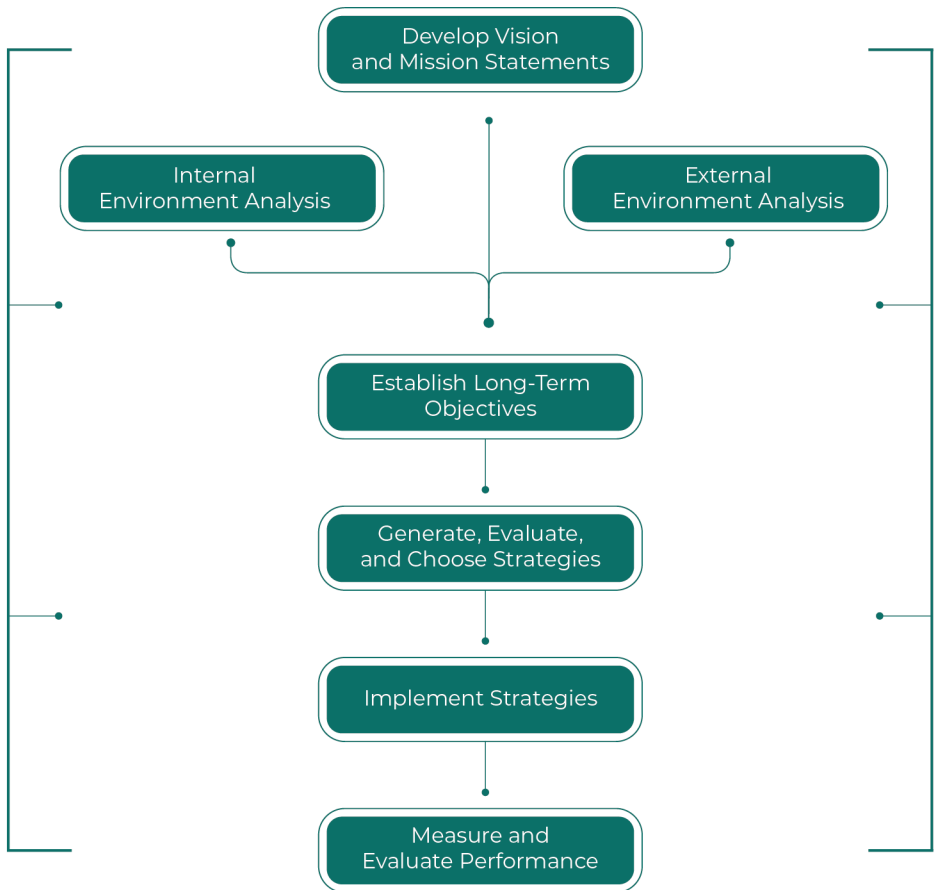 Develop Vision
and Mission Statements
Internal
Environment Analysis
External
Environment Analysis
Establish Long-Term
Objectives
Generate, Evaluate,
and Choose Strategies
Implement Strategies
Measure and
Evaluate Performance